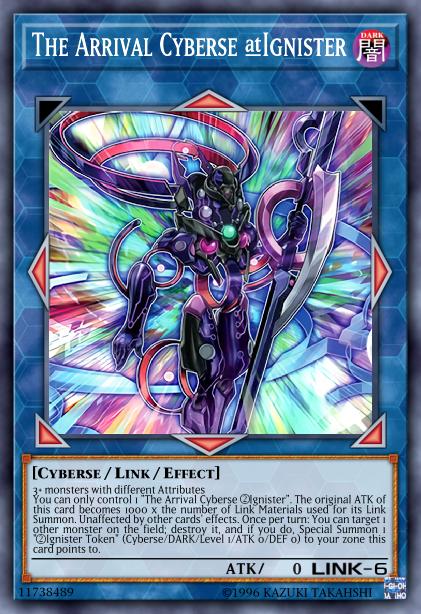 The Arrival Cyberse @Ignister
DARK
闇
[Cyberse / Link / Effect]
3+ monsters with different Attributes
You can only control 1 "The Arrival Cyberse @Ignister". The original ATK of
this card becomes 1000 x the number of Link Materials used for its Link
Summon. Unaffected by other cards' effects. Once per turn: You can target 1
other monster on the field; destroy it, and if you do, Special Summon 1
"@Ignister Token" (Cyberse/DARK/Level 1/ATK 0/DEF 0) to your zone this
card points to.
ATK/ 0 LINK-6
11738489
©1996 KAZUKI TAKAHSHI